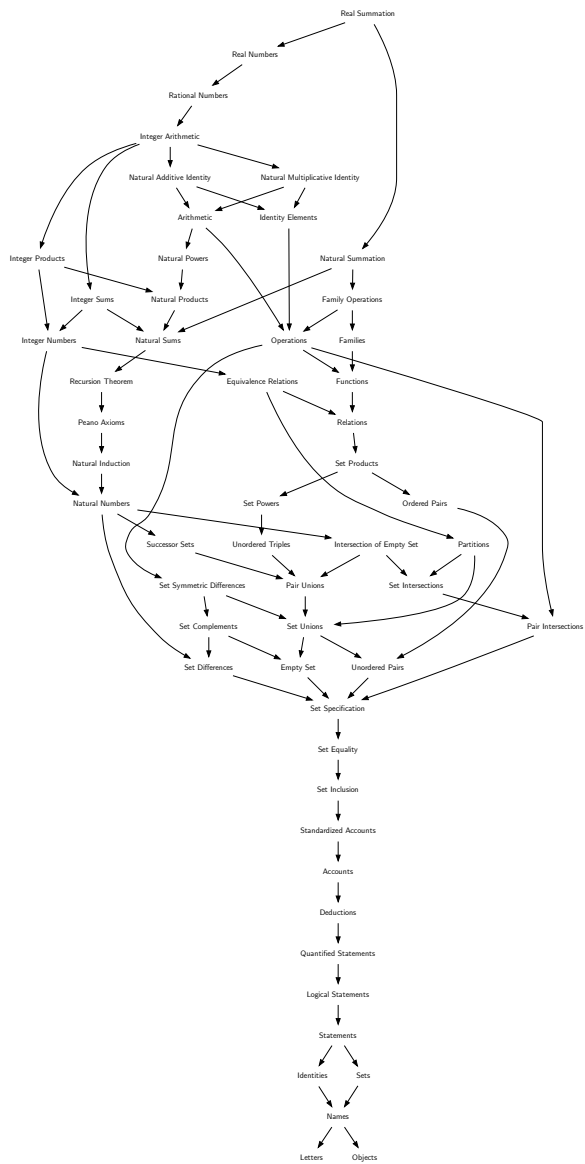 Real Summation
Real Numbers
Rational Numbers
Integer Arithmetic
Natural Additive Identity
Natural Multiplicative Identity
Arithmetic
Identity Elements
Integer Products
Natural Powers
Natural Summation
Integer Sums
Natural Products
Family Operations
Integer Numbers
Natural Sums
Operations
Families
Recursion Theorem
Equivalence Relations
Functions
Peano Axioms
Relations
Natural Induction
Set Products
Natural Numbers
Set Powers
Ordered Pairs
Successor Sets
Unordered Triples
Intersection of Empty Set
Partitions
Set Symmetric Differences
Pair Unions
Set Intersections
Set Complements
Set Unions
Pair Intersections
Set Differences
Empty Set
Unordered Pairs
Set Specification
Set Equality
Set Inclusion
Standardized Accounts
Accounts
Deductions
Quantified Statements
Logical Statements
Statements
Identities
Sets
Names
Letters
Objects